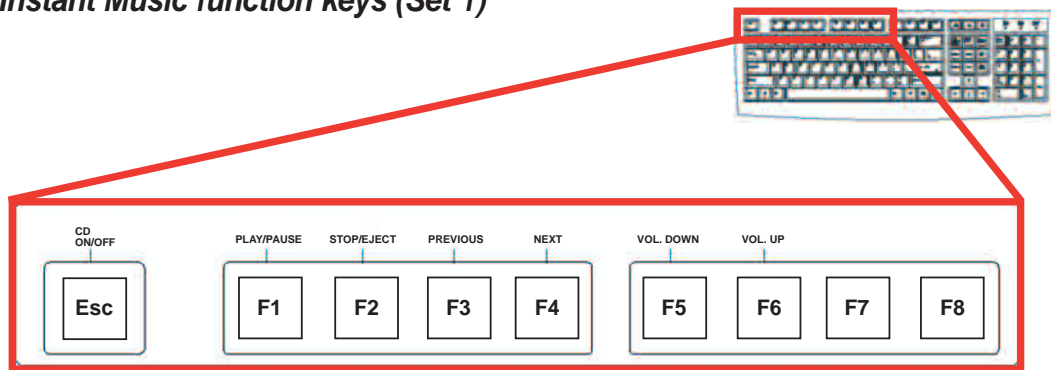 Instant Music function keys (Set 1)
CD
ON/OFF
PLAY/PAUSE STOP/EJECT PREVIOUS NEXT VOL. DOWN VOL. UP
Esc F1 F2 F3 F4 F5 F6 F7 F8